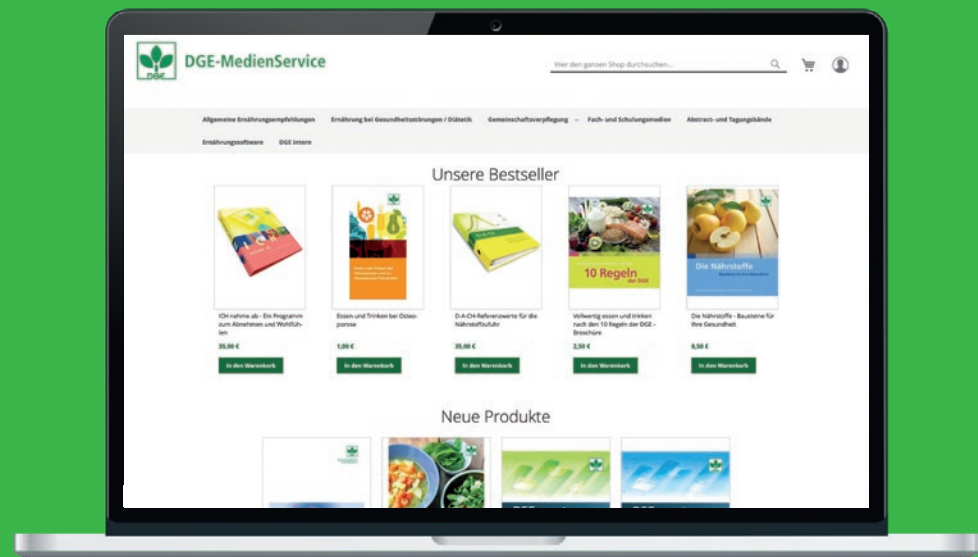 DGE
DGE-MedienService
Hier den ganzen Shop durchsuchen...
Allgemeine Ernährungsempfehlungen Ernährung bei Gesundheitsstörungen / Diätetik Gemeinschaftsverpflegung Fach- und Schulungsmedien Abstract- und Tagungsbände
Ernährungssoftware DGE intern
Unsere Bestseller
10 Regeln
der DGE
Die Nährstoffe
Bausteine für Ihre Gesundheit
ICH nehme ab - Ein Programm
zum Abnehmen und Wohlfüh-
len
35,00 €
In den Warenkorb
Essen und Trinken bei Osteo-
porose
1,00 €
In den Warenkorb
D-A-CH-Referenzwerte für die
Nährstoffzufuhr
35,00 €
In den Warenkorb
Vollwertig essen und trinken
nach den 10 Regeln der DGE -
Broschüre
2,50 €
In den Warenkorb
Die Nährstoffe - Bausteine für
Ihre Gesundheit
8,50 €
In den Warenkorb
Neue Produkte